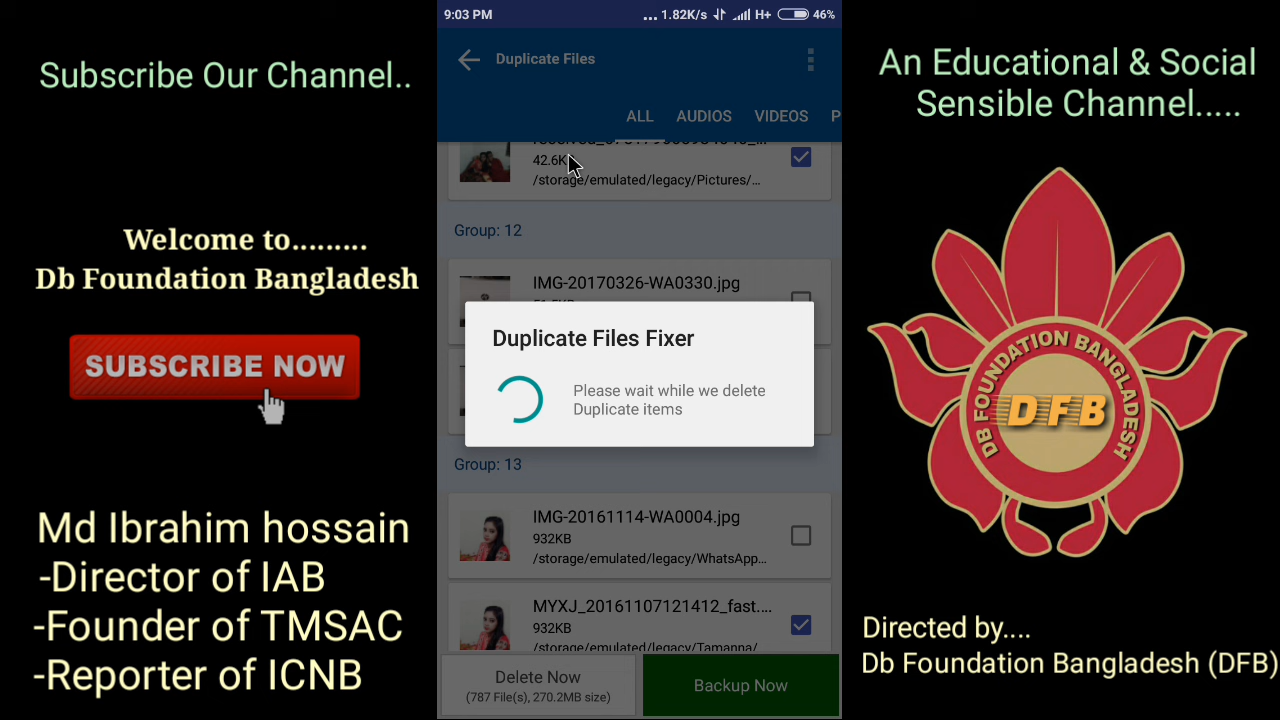 Subscribe Our Channel..
Welcome to.........
Db Foundation Bangladesh
SUBSCRIBE NOW
Md Ibrahim hossain
-Director of IAB
-Founder of TMSAC
-Reporter of ICNB
9:03 PM
... 1.82K/s H+ 46%
Duplicate Files
ALL AUDIOS VIDEOS P
42.6K
/storage/emulated/legacy/Pictures/...
Group: 12
IMG-20170326-WA0330.jpg
Duplicate Files Fixer
Please wait while we delete
Duplicate items
Group: 13
IMG-20161114-WA0004.jpg
932KB
/storage/emulated/legacy/WhatsApp...
MYXJ_20161107121412_fast....
932KB
/storage/emulated/legacy/Tamanna/
Delete Now
(787 File(s), 270.2MB size)
Backup Now
An Educational & Social
Sensible Channel.....
DB FOUNDATION BANGLADESH
DFB
Directed by....
Db Foundation Bangladesh (DFB)